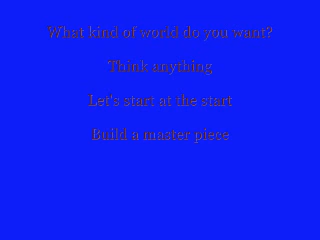 What kind of world do you want?
Think anything
Let's start at the start
Build a master piece